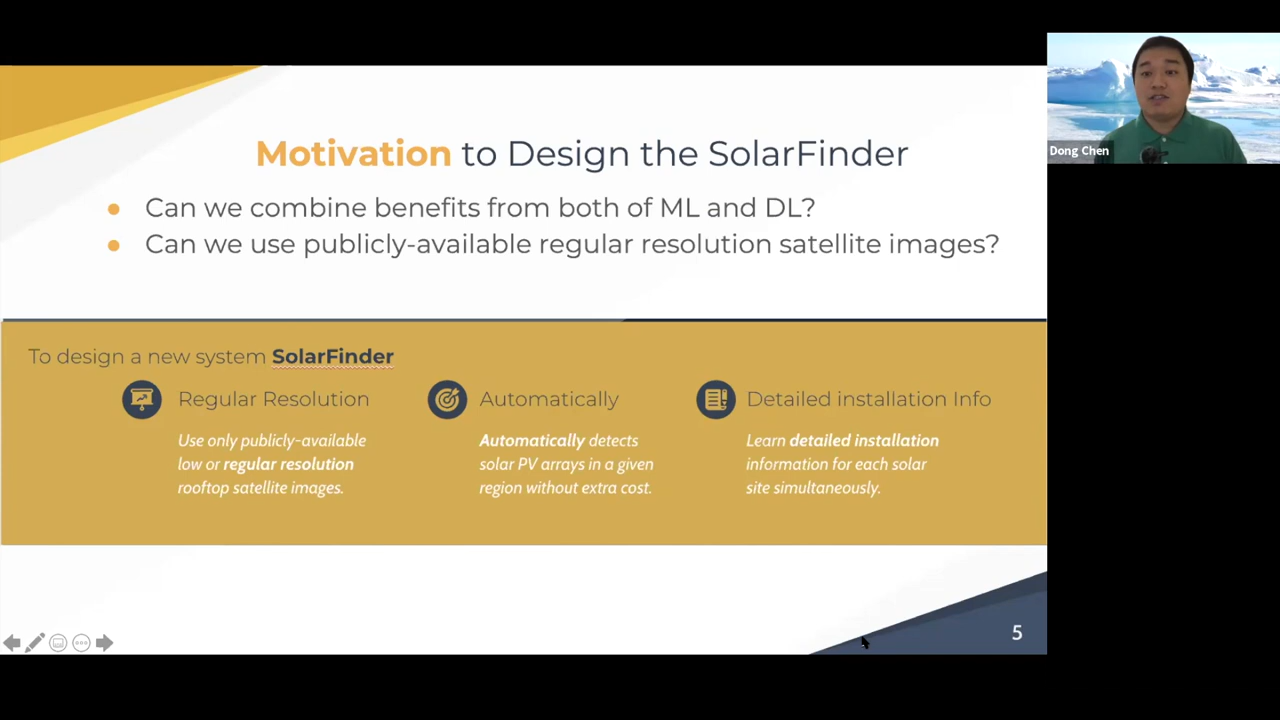 Motivation to Design the SolarFinder
● Can we combine benefits from both of ML and DL?
● Can we use publicly-available regular resolution satellite images?
To design a new system SolarFinder
Regular Resolution
Use only publicly-available
low or regular resolution
rooftop satellite images.
Automatically
Automatically detects
solar PV arrays in a given
region without extra cost.
Detailed installation Info
Learn detailed installation
information for each solar
site simultaneously.
5
Dong Chen